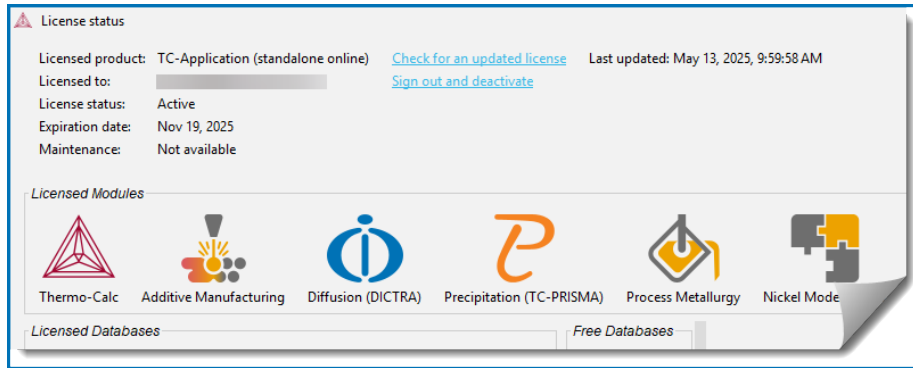 License status
Licensed product: TC-Application (standalone online) Check for an updated license Last updated: May 13, 2025, 9:59:58 AM
Licensed to: Sign out and deactivate
License status: Active
Expiration date: Nov 19, 2025
Maintenance: Not available
Licensed Modules
Thermo-Calc Additive Manufacturing Diffusion (DICTRA) Precipitation (TC-PRISMA) Process Metallurgy Nickel Mode
Licensed Databases Free Databases